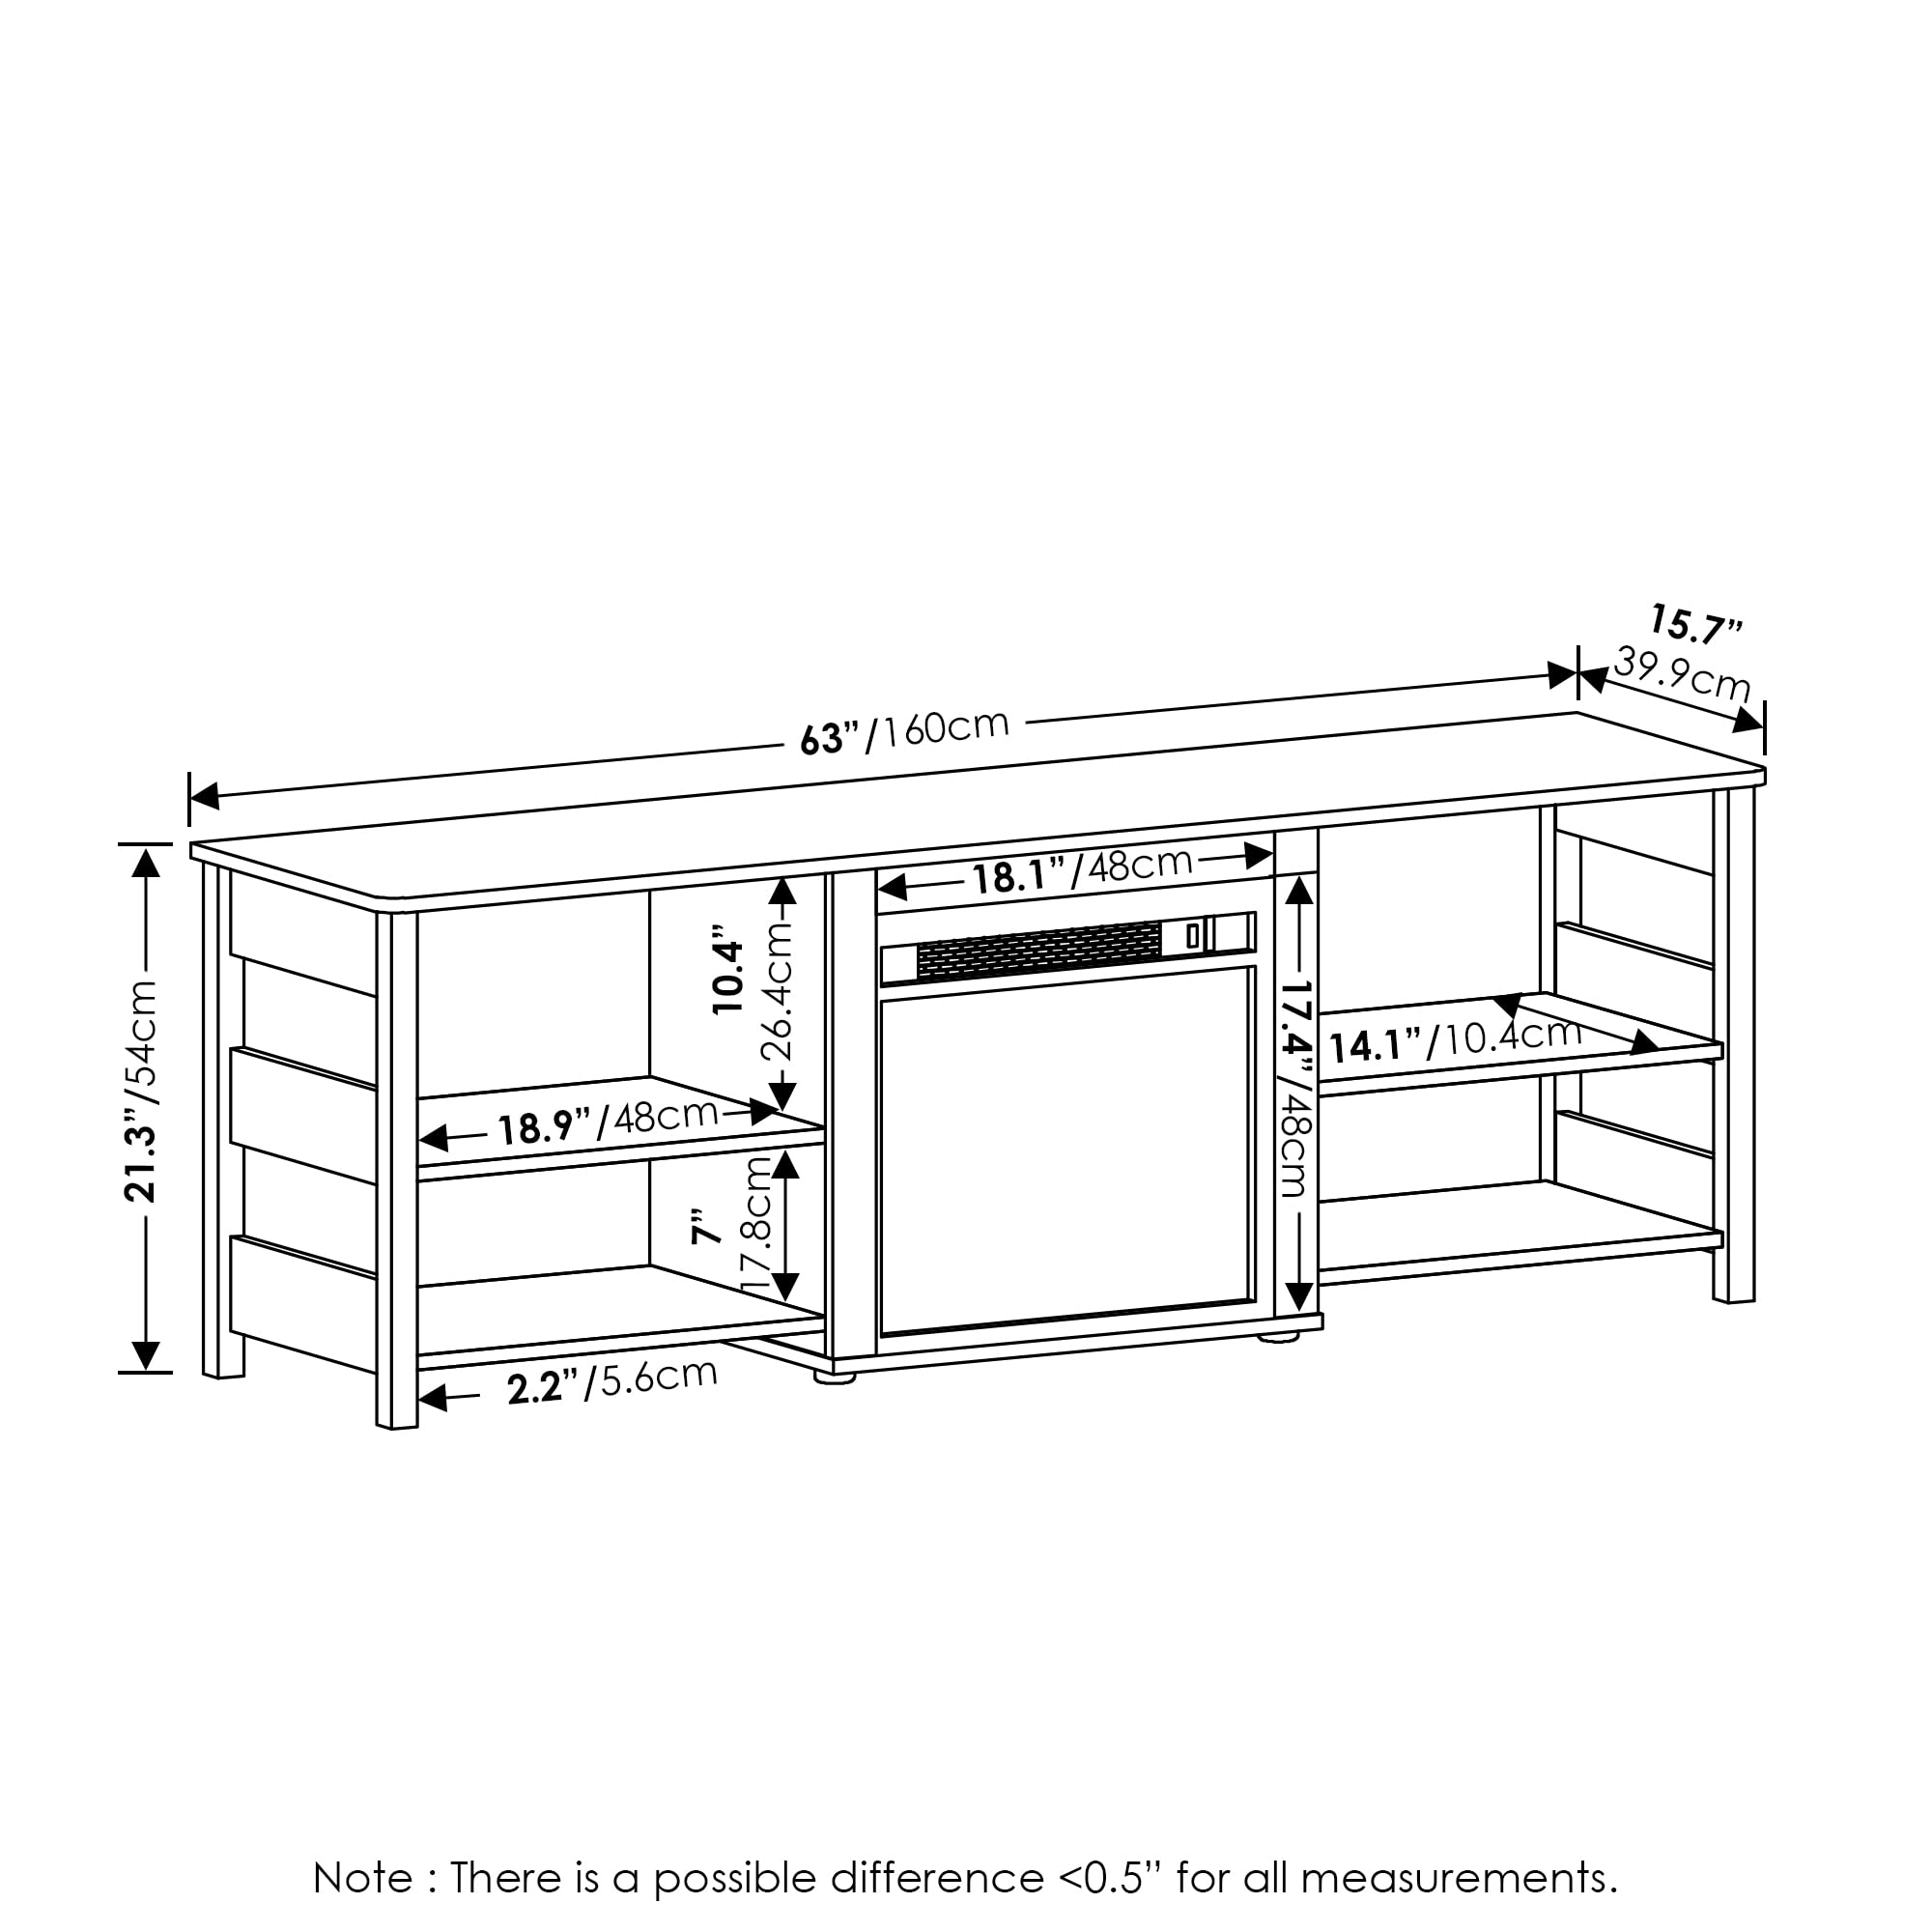 15.7”
39.9cm
63”/160cm
18.1”/48cm
10.4”
26.4cm
21.3”/54cm
17.4”/48cm
14.1”/10.4cm
18.9”/48cm
7”
17.8cm
2.2”/5.6cm
Note : There is a possible difference <0.5” for all measurements.